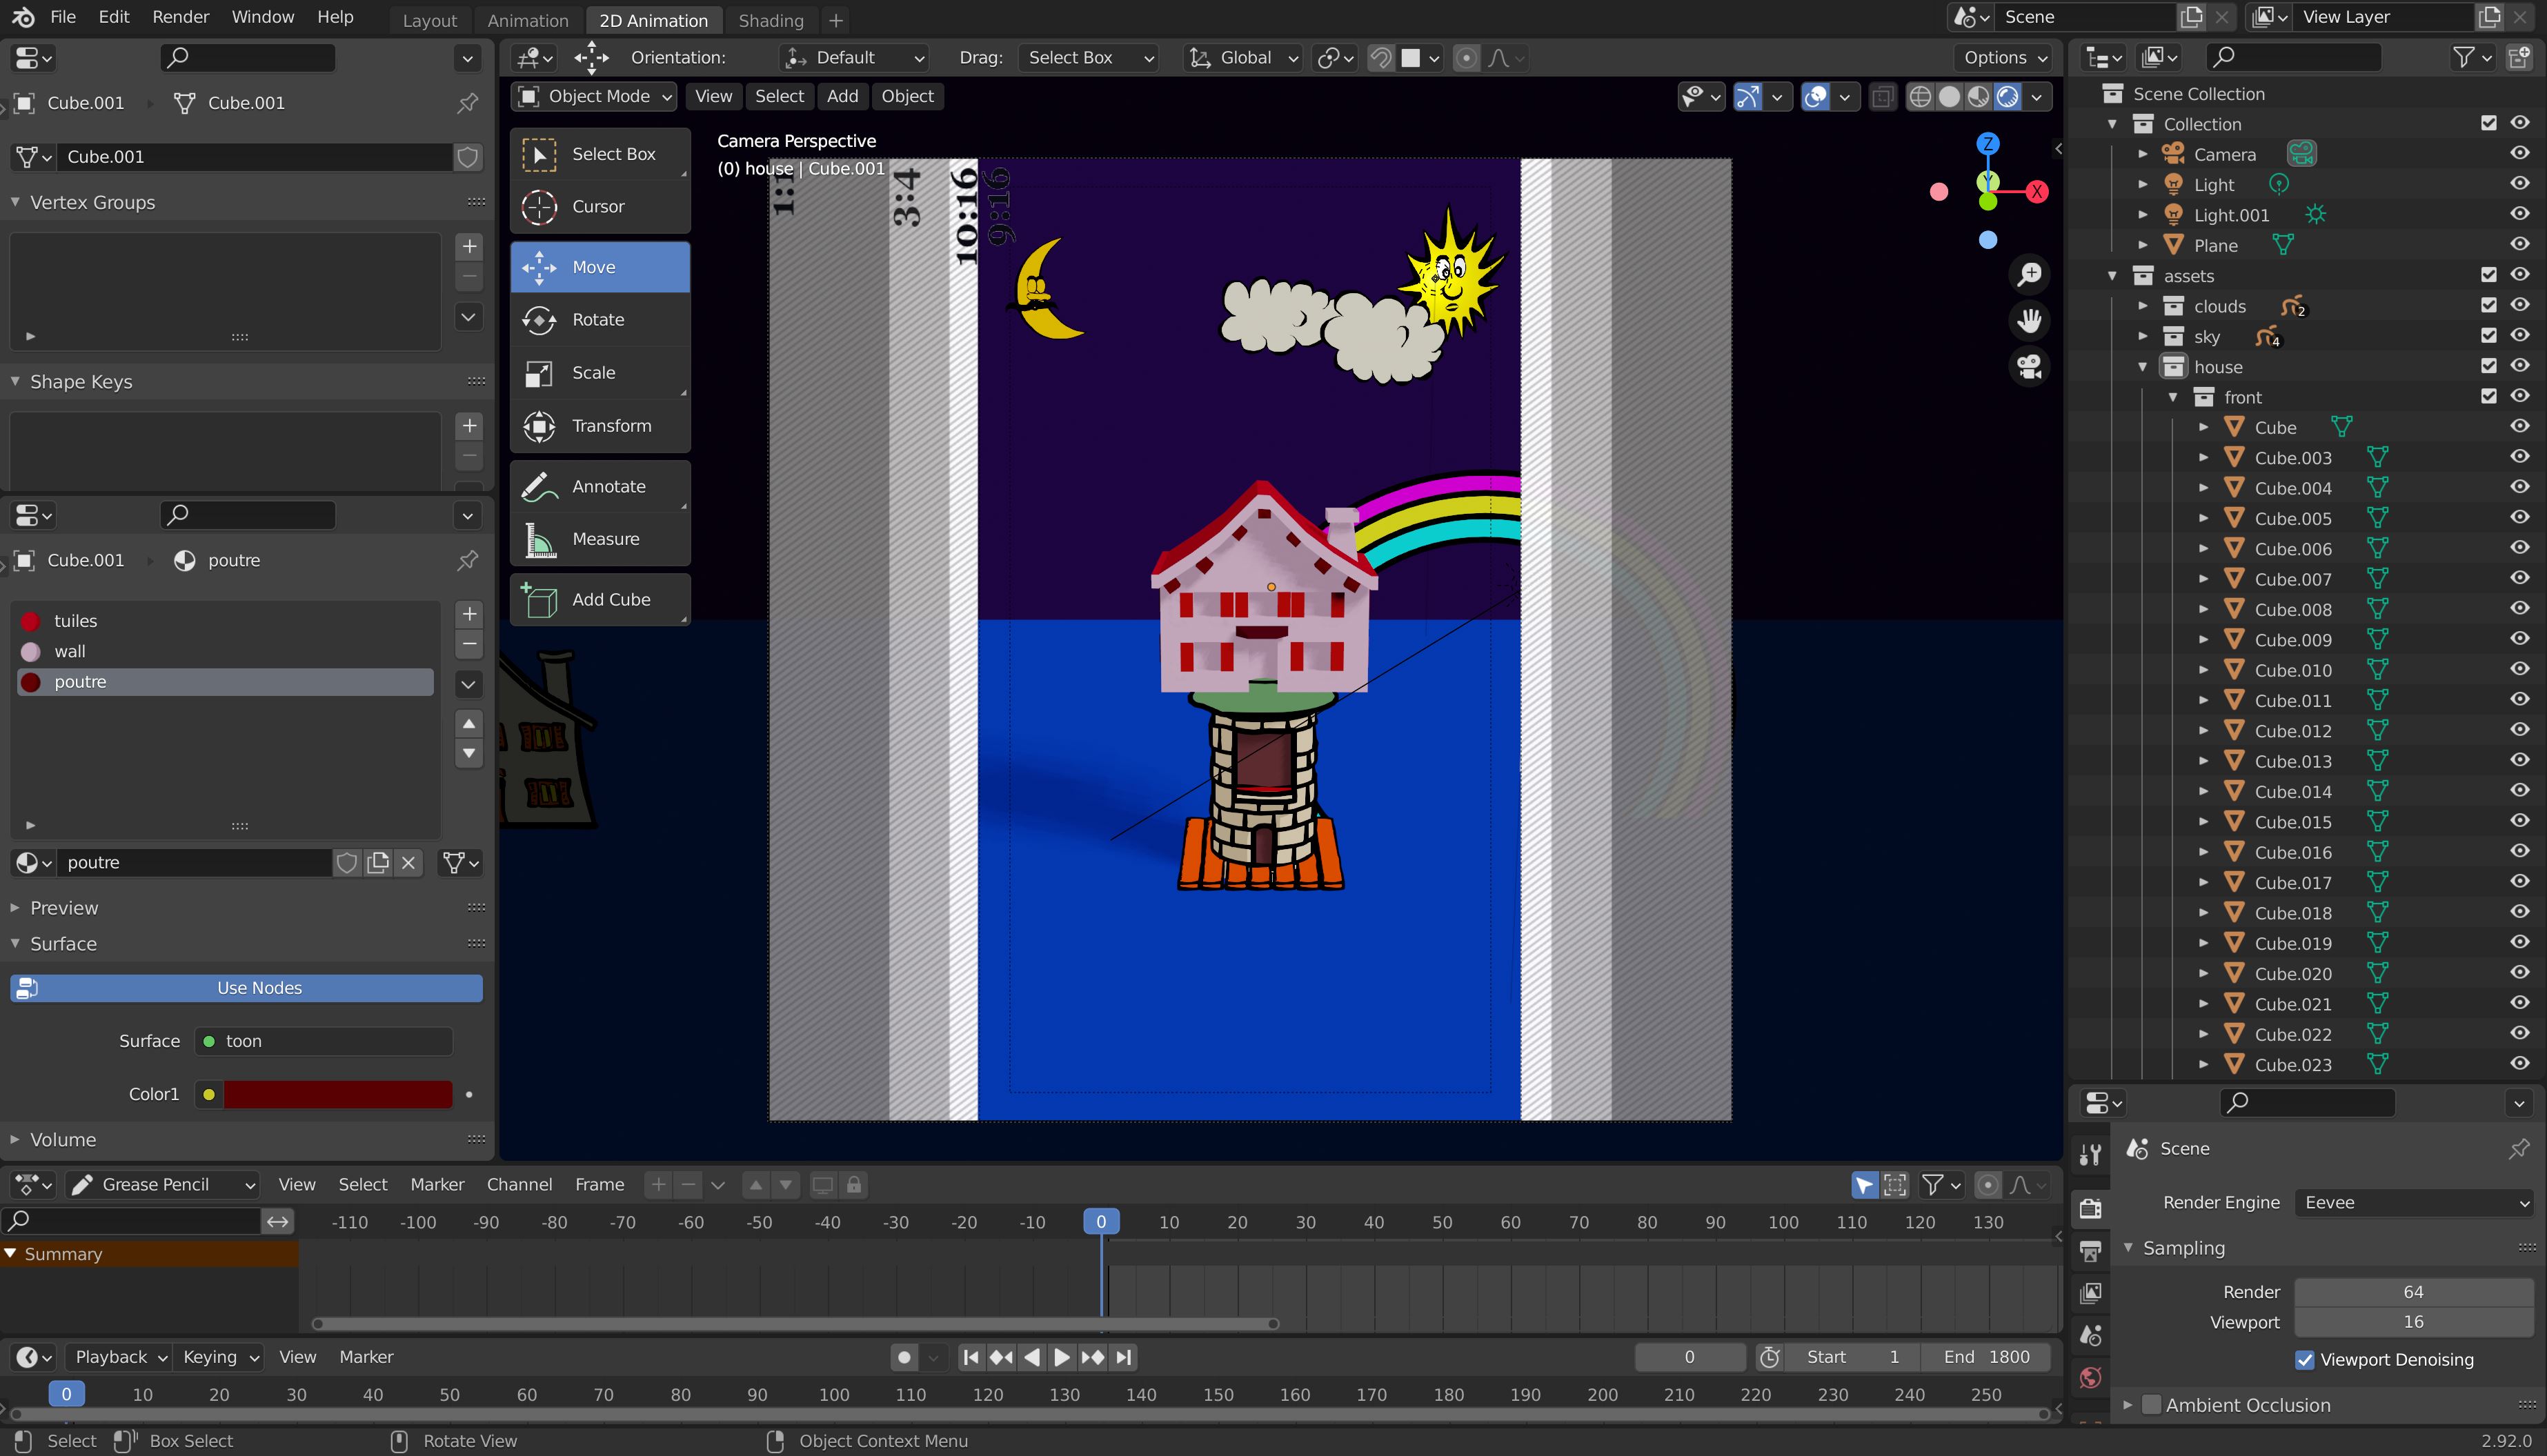 File Edit Render Window Help
Layout Animation 2D Animation Shading
Scene
View Layer
Orientation: Default Drag: Select Box Global Options
Object Mode View Select Add Object
Cube.001 Cube.001
Cube.001
Vertex Groups
Shape Keys
Cube.001 poutre
tuiles
wall
poutre
poutre
Preview
Surface
Use Nodes
Surface toon
Color1
Volume
Select Box
Cursor
Move
Rotate
Scale
Transform
Annotate
Measure
Add Cube
Camera Perspective
(0) house | Cube.001
1:1
3:4
10:16
9:16
Z
Y
X
Scene Collection
Collection
Camera
Light
Light.001
Plane
assets
clouds 2
sky 4
house
front
Cube
Cube.003
Cube.004
Cube.005
Cube.006
Cube.007
Cube.008
Cube.009
Cube.010
Cube.011
Cube.012
Cube.013
Cube.014
Cube.015
Cube.016
Cube.017
Cube.018
Cube.019
Cube.020
Cube.021
Cube.022
Cube.023
Scene
Render Engine Eevee
Sampling
Render 64
Viewport 16
Viewport Denoising
Ambient Occlusion
Grease Pencil View Select Marker Channel Frame
-110 -100 -90 -80 -70 -60 -50 -40 -30 -20 -10 0 10 20 30 40 50 60 70 80 90 100 110 120 130
Summary
Playback Keying View Marker
0 Start 1 End 1800
0 10 20 30 40 50 60 70 80 90 100 110 120 130 140 150 160 170 180 190 200 210 220 230 240 250
Select Box Select Rotate View Object Context Menu
2.92.0